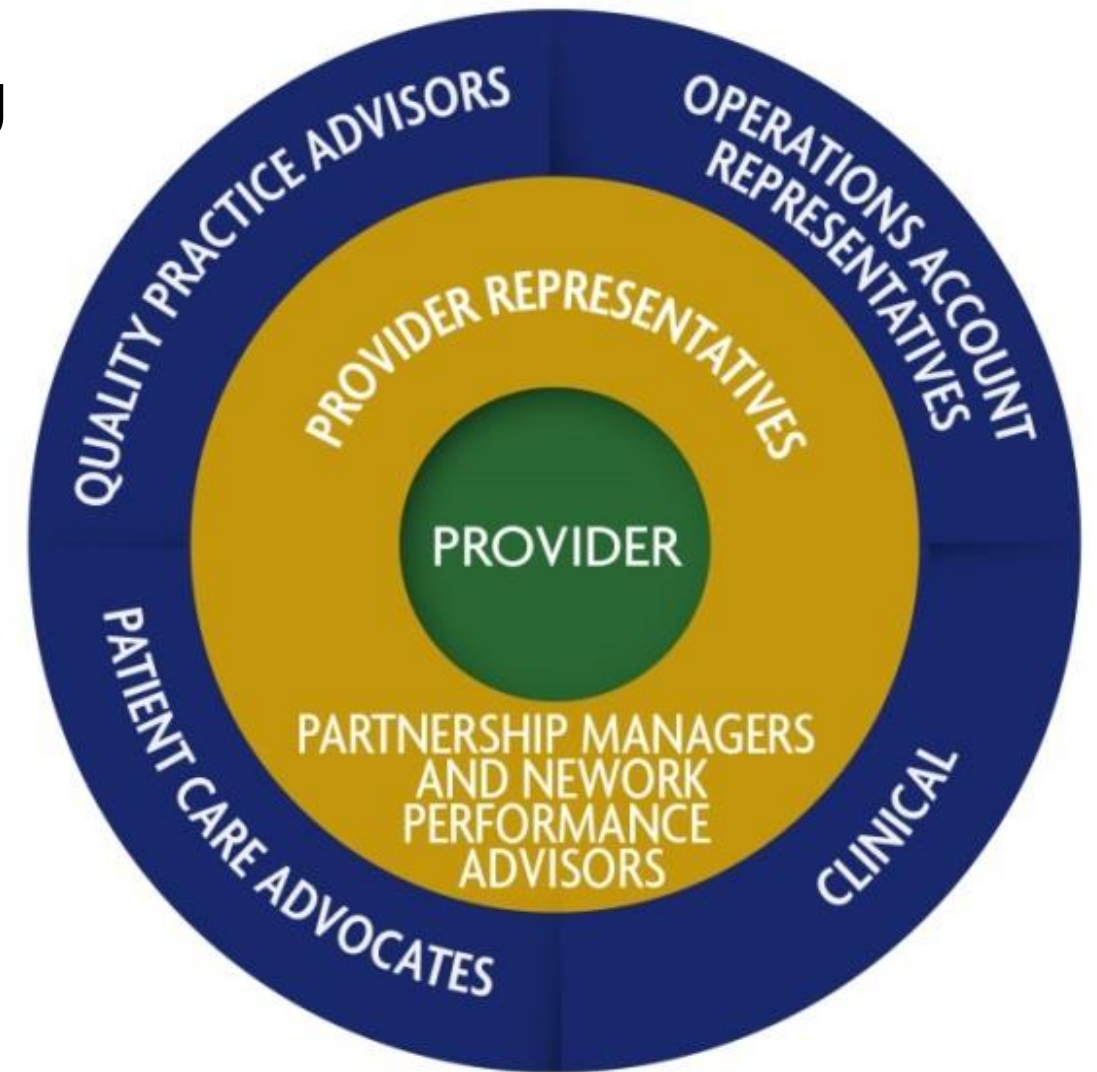 QUALITY PRACTICE ADVISORS
OPERATIONS ACCOUNT
REPRESENTATIVES
PROVIDER REPRESENTATIVES
PROVIDER
PARTNERSHIP MANAGERS
AND NEWORK
PERFORMANCE
ADVISORS
PATIENT CARE ADVOCATES
CLINICAL